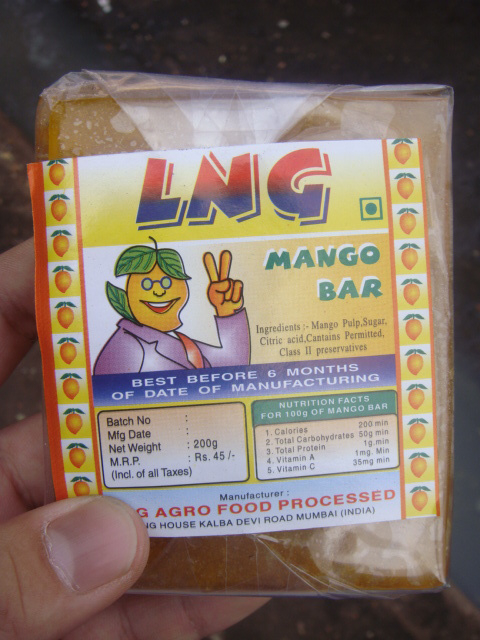 LNG
MANGO
BAR
Ingredients :- Mango Pulp,Sugar,
Citric acid,Cantains Permitted,
Class II preservatives
BEST BEFORE 6 MONTHS
OF DATE OF MANUFACTURING
Batch No :
Mfg Date :
Net Weight : 200g
M.R.P. : Rs. 45/-
(Incl. of all Taxes)
NUTRITION FACTS
FOR 100g OF MANGO BAR
1. Calories 200 min
2. Total Carbohydrates 50g min
3. Total Protein 1g.min
4. Vitamin A 1mg. Min
5. Vitamin C 35mg min
Manufacturer :
G AGRO FOOD PROCESSED
NG HOUSE KALBA DEVI ROAD MUMBAI (INDIA)